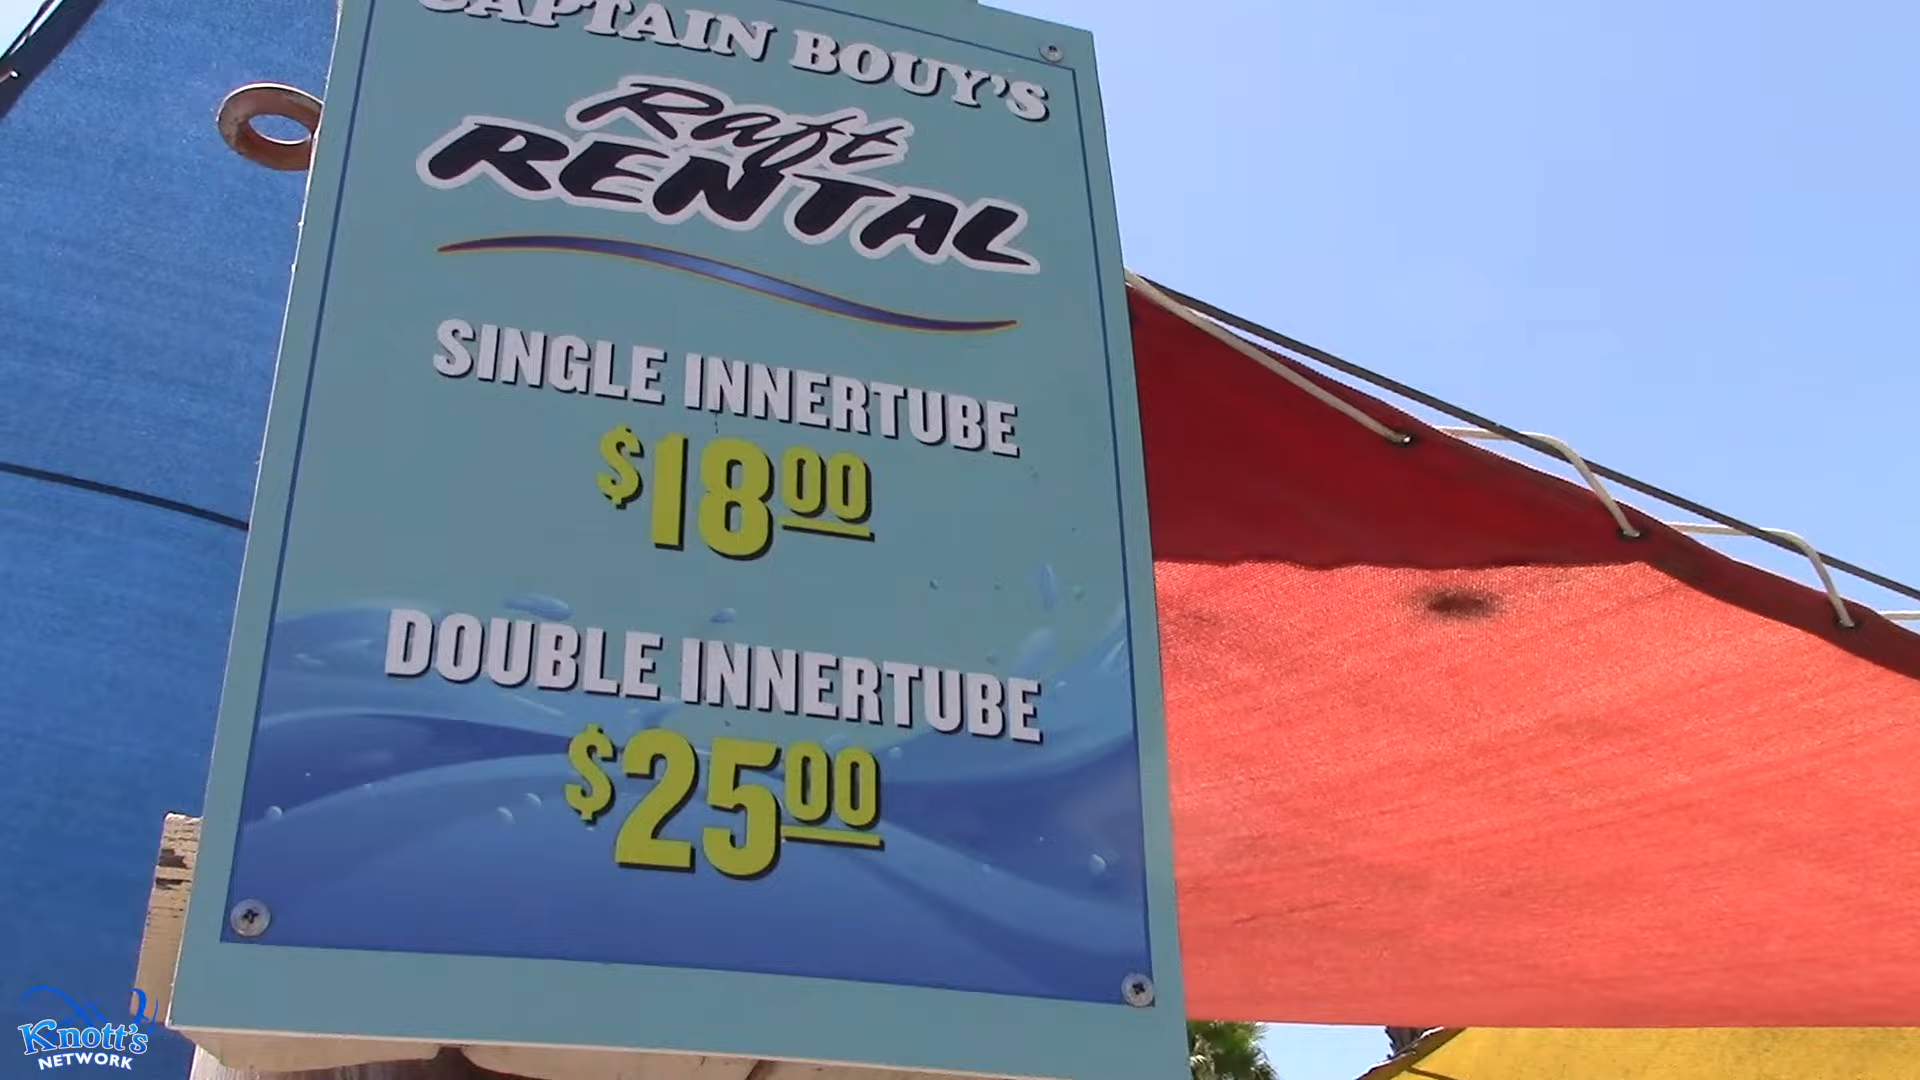 CAPTAIN BOUY'S
Raft
RENTAL
SINGLE INNERTUBE
$18.00
DOUBLE INNERTUBE
$25.00
Knott's
NETWORK